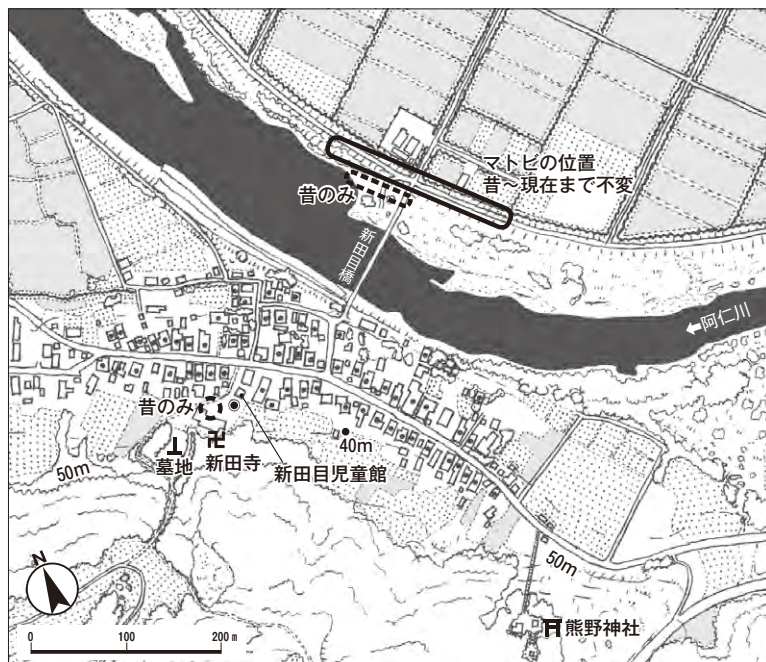 マトビの位置
昔～現在まで不変
昔のみ
新田目橋
←阿仁川
昔のみ
40m
墓地
新田寺
新田目児童館
50m
50m
熊野神社
N
0 100 200 m